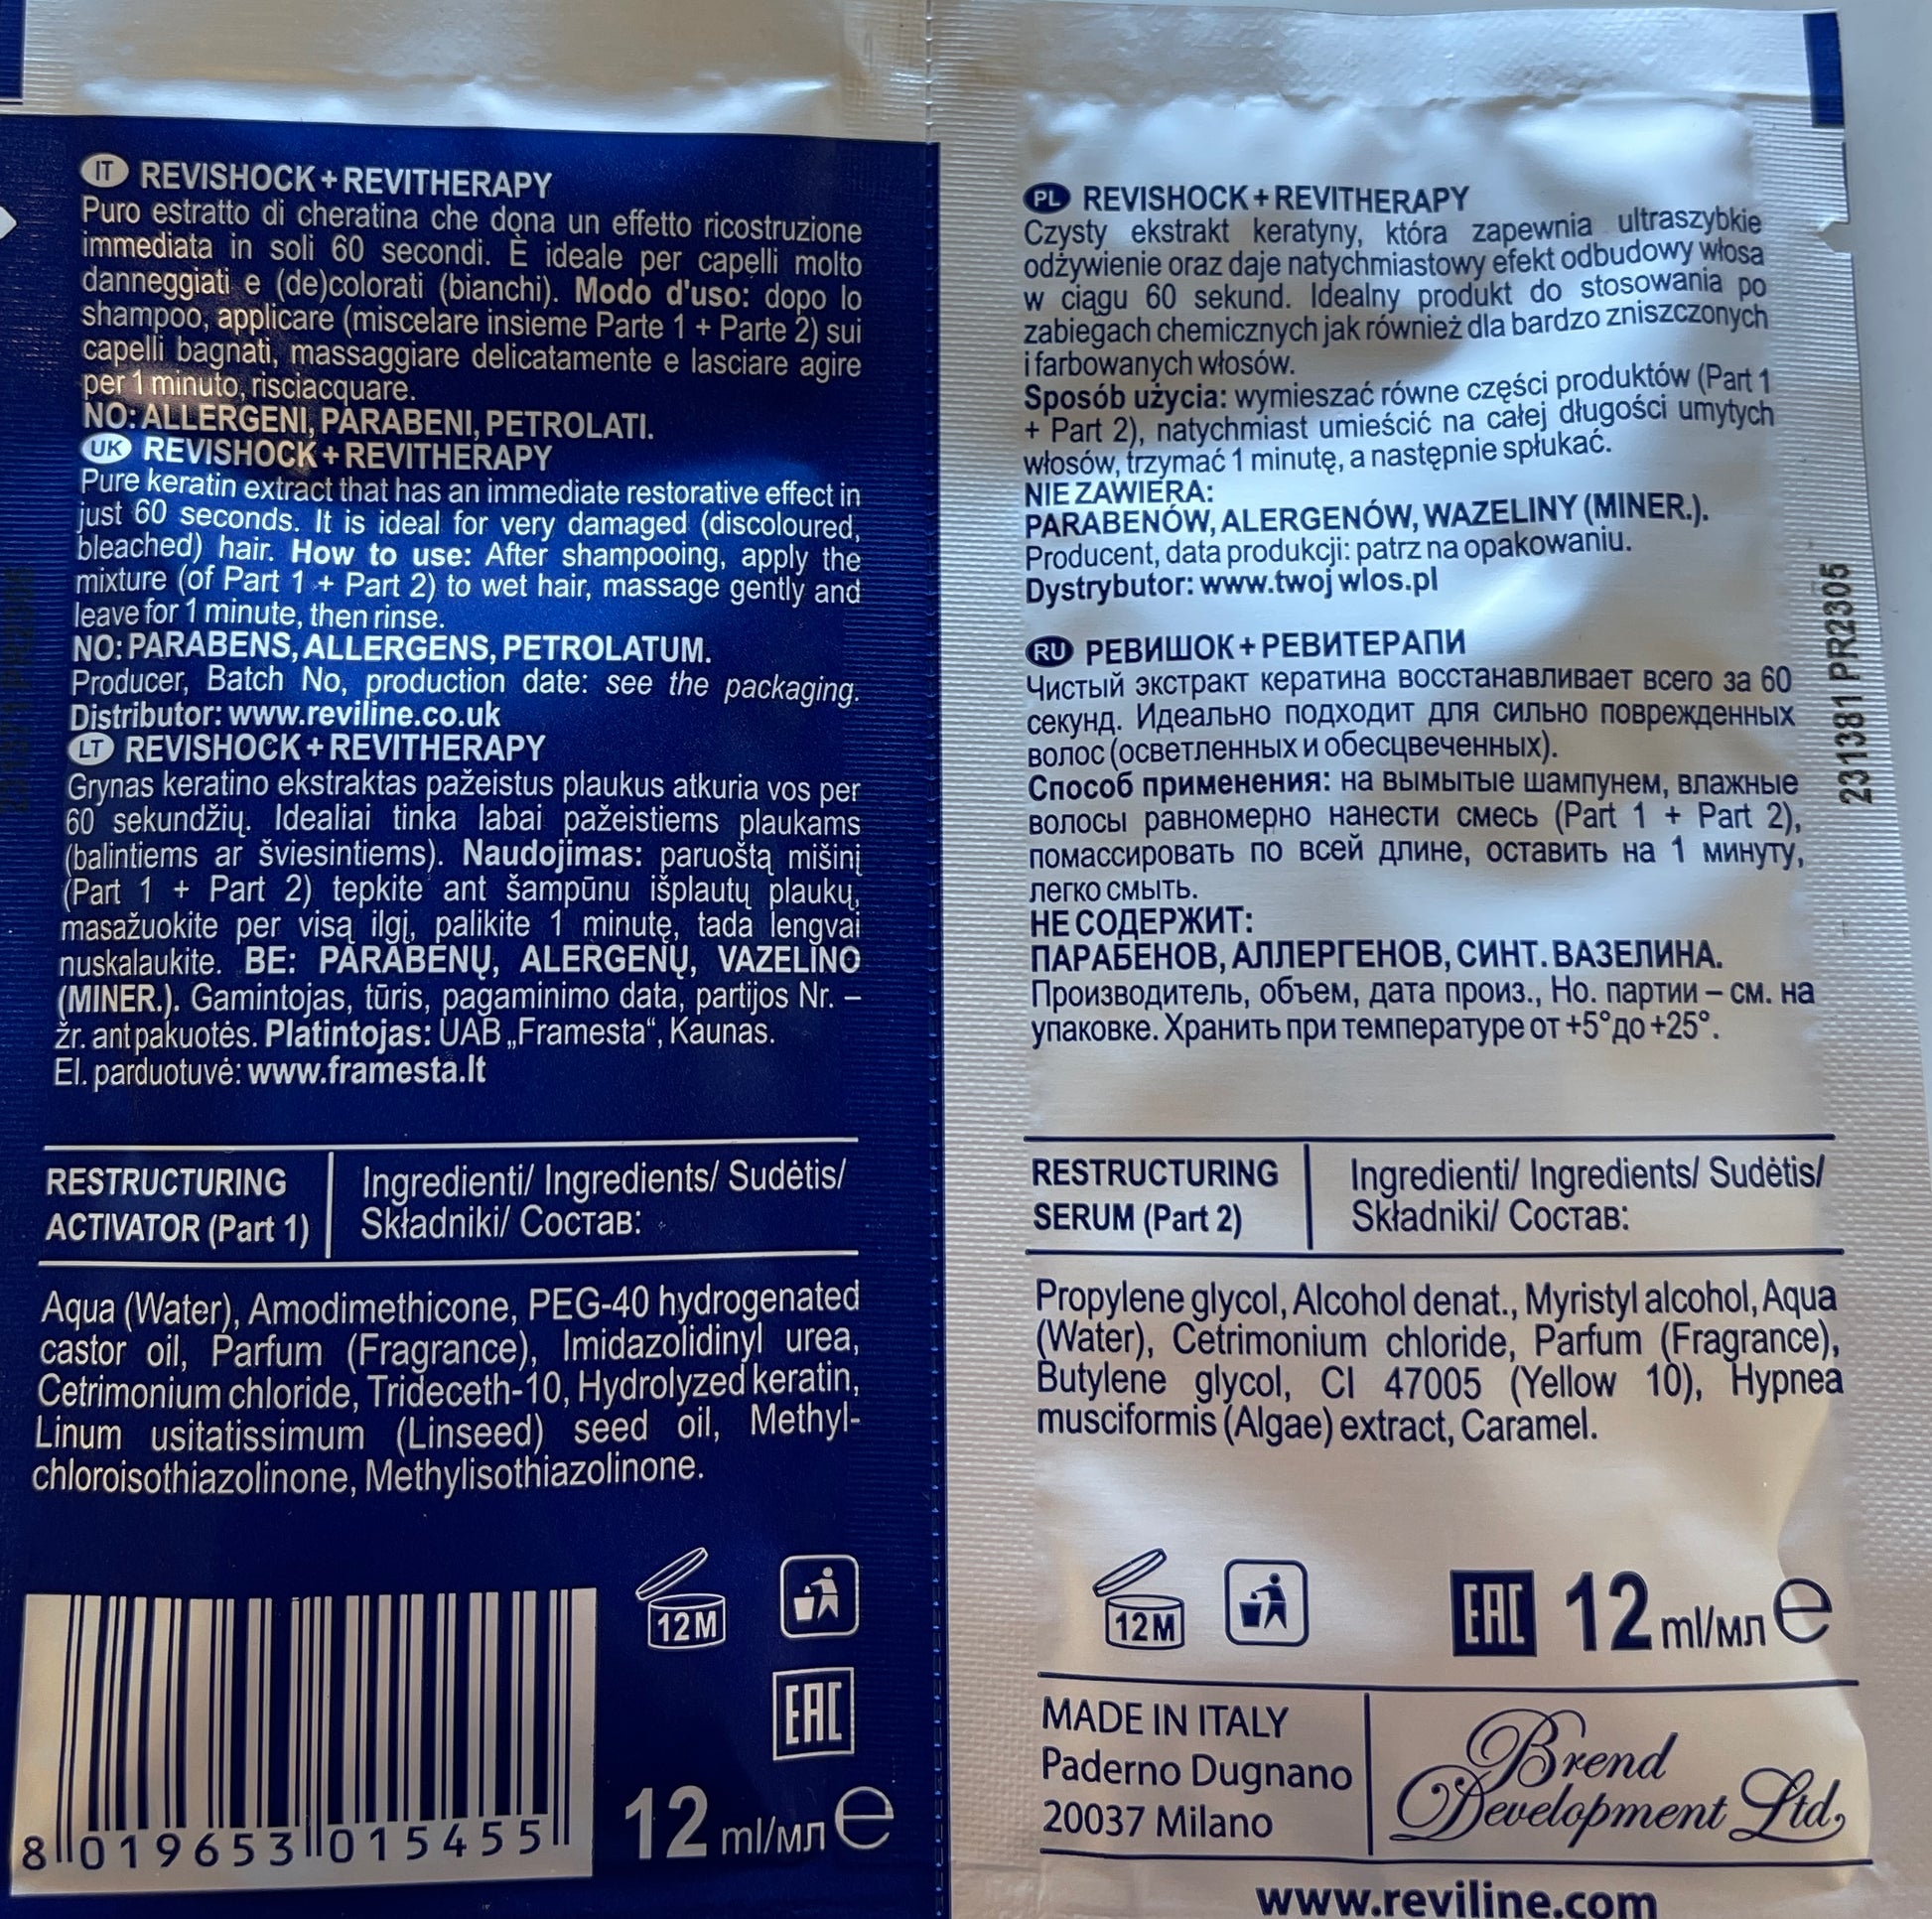 IT REVISHOCK + REVITHERAPY
Puro estratto di cheratina che dona un effetto ricostruzione
immediata in soli 60 secondi. È ideale per capelli molto
danneggiati e (de)colorati (bianchi). Modo d'uso: dopo lo
shampoo, applicare (miscelare insieme Parte 1 + Parte 2) sui
capelli bagnati, massaggiare delicatamente e lasciare agire
per 1 minuto, risciacquare.
NO: ALLERGENI, PARABENI, PETROLATI.
UK REVISHOCK + REVITHERAPY
Pure keratin extract that has an immediate restorative effect in
just 60 seconds. It is ideal for very damaged (discoloured,
bleached) hair. How to use: After shampooing, apply the
mixture (of Part 1 + Part 2) to wet hair, massage gently and
leave for 1 minute, then rinse.
NO: PARABENS, ALLERGENS, PETROLATUM.
Producer, Batch No, production date: see the packaging.
Distributor: www.reviline.co.uk
LT REVISHOCK + REVITHERAPY
Grynas keratino ekstraktas pažeistus plaukus atkuria vos per
60 sekundžių. Idealiai tinka labai pažeistiems plaukams
(balintiems ar šviesintiems). Naudojimas: paruoštą mišinį
(Part 1 + Part 2) tepkite ant šampūnu išplautų plaukų,
masažuokite per visą ilgį, palikite 1 minutę, tada lengvai
nuskalaukite. BE: PARABENŲ, ALERGENŲ, VAZELINO
(MINER.). Gamintojas, tūris, pagaminimo data, partijos Nr. –
žr. ant pakuotės. Platintojas: UAB „Framesta“, Kaunas.
El. parduotuvė: www.framesta.lt
RESTRUCTURING
ACTIVATOR (Part 1)
Ingredienti/ Ingredients/ Sudėtis/
Składniki/ Состав:
Aqua (Water), Amodimethicone, PEG-40 hydrogenated
castor oil, Parfum (Fragrance), Imidazolidinyl urea,
Cetrimonium chloride, Trideceth-10, Hydrolyzed keratin,
Linum usitatissimum (Linseed) seed oil, Methyl-
chloroisothiazolinone, Methylisothiazolinone.
12M
EAC
8 019653 015455
12 ml/мл e
PL REVISHOCK + REVITHERAPY
Czysty ekstrakt keratyny, która zapewnia ultraszybkie
odżywienie oraz daje natychmiastowy efekt odbudowy włosa
w ciągu 60 sekund. Idealny produkt do stosowania po
zabiegach chemicznych jak również dla bardzo zniszczonych
i farbowanych włosów.
Sposób użycia: wymieszać równe części produktów (Part 1
+ Part 2), natychmiast umieścić na całej długości umytych
włosów, trzymać 1 minutę, a następnie spłukać.
NIE ZAWIERA:
PARABENÓW, ALERGENÓW, WAZELINY (MINER.).
Producent, data produkcji: patrz na opakowaniu.
Dystrybutor: www.twoj wlos.pl
RU РЕВИШОК + РЕВИТЕРАПИ
Чистый экстракт кератина восстанавливает всего за 60
секунд. Идеально подходит для сильно поврежденных
волос (осветленных и обесцвеченных).
Способ применения: на вымытые шампунем, влажные
волосы равномерно нанести смесь (Part 1 + Part 2),
помассировать по всей длине, оставить на 1 минуту,
легко смыть.
НЕ СОДЕРЖИТ:
ПАРАБЕНОВ, АЛЛЕРГЕНОВ, СИНТ. ВАЗЕЛИНА.
Производитель, объем, дата произ., Но. партии – см. на
упаковке. Хранить при температуре от +5° до +25°.
231381 PR2305
RESTRUCTURING
SERUM (Part 2)
Ingredienti/ Ingredients/ Sudėtis/
Składniki/ Состав:
Propylene glycol, Alcohol denat., Myristyl alcohol, Aqua
(Water), Cetrimonium chloride, Parfum (Fragrance),
Butylene glycol, CI 47005 (Yellow 10), Hypnea
musciformis (Algae) extract, Caramel.
12M
EAC
12 ml/мл e
MADE IN ITALY
Paderno Dugnano
20037 Milano
Brend
Development Ltd,
www.reviline.com